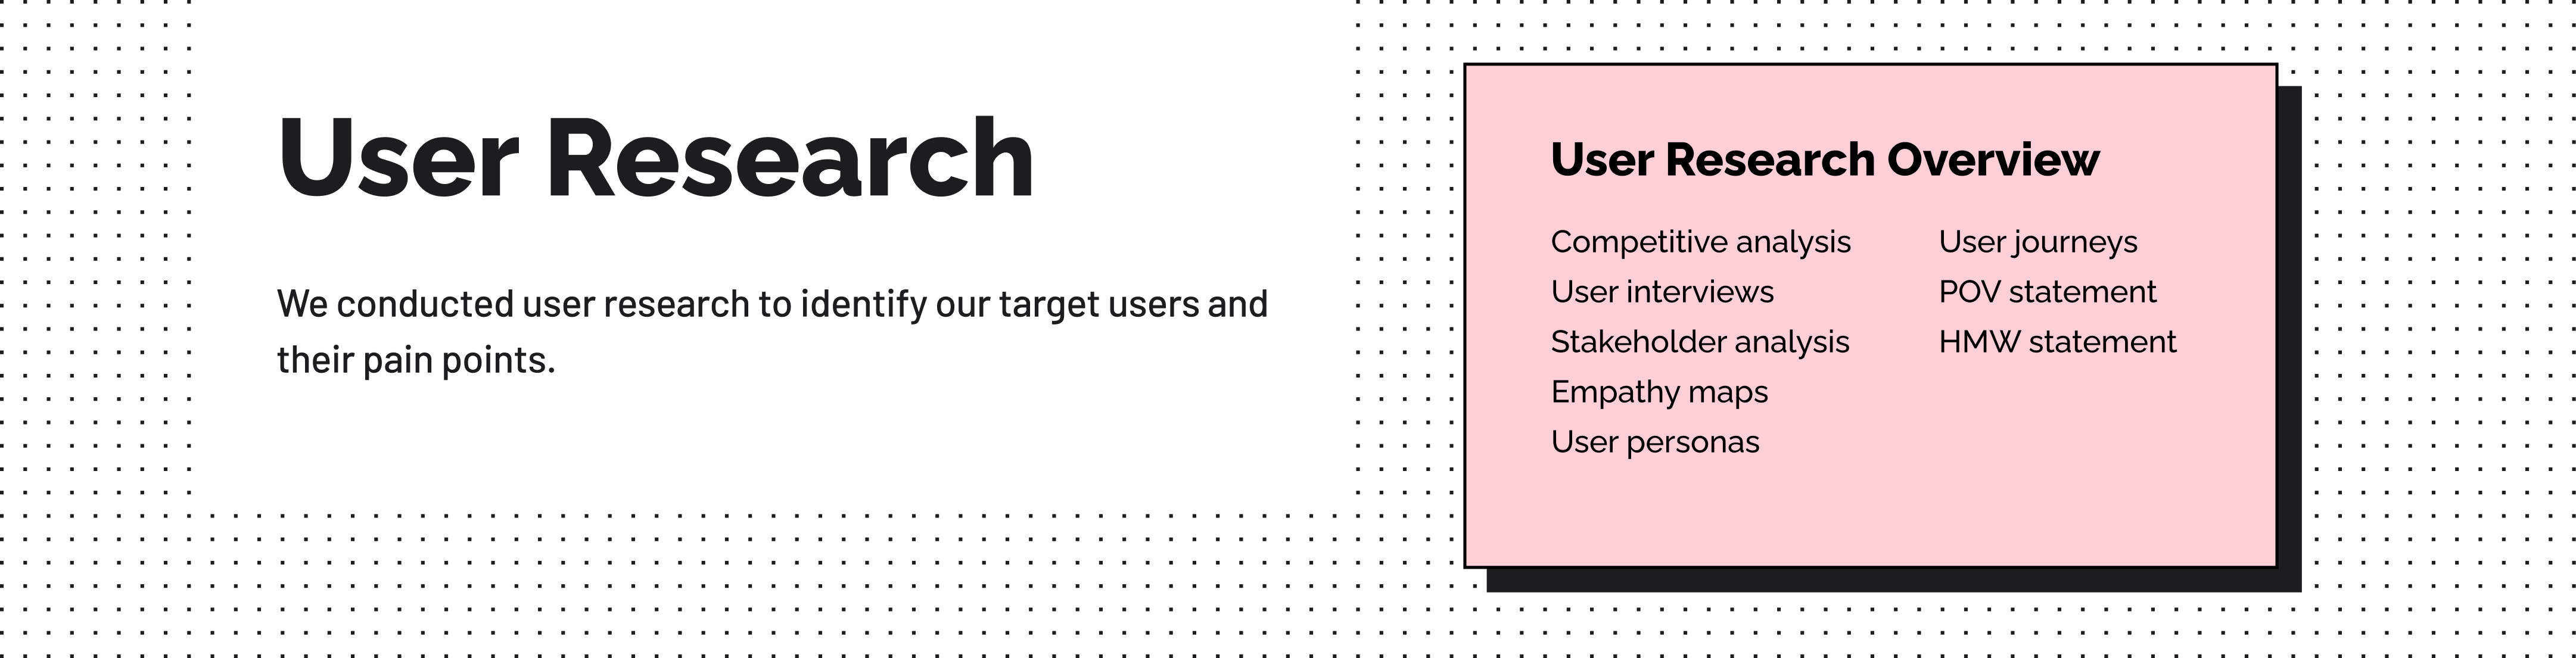 User Research
We conducted user research to identify our target users and
their pain points.
User Research Overview
Competitive analysis
User interviews
Stakeholder analysis
Empathy maps
User personas
User journeys
POV statement
HMW statement